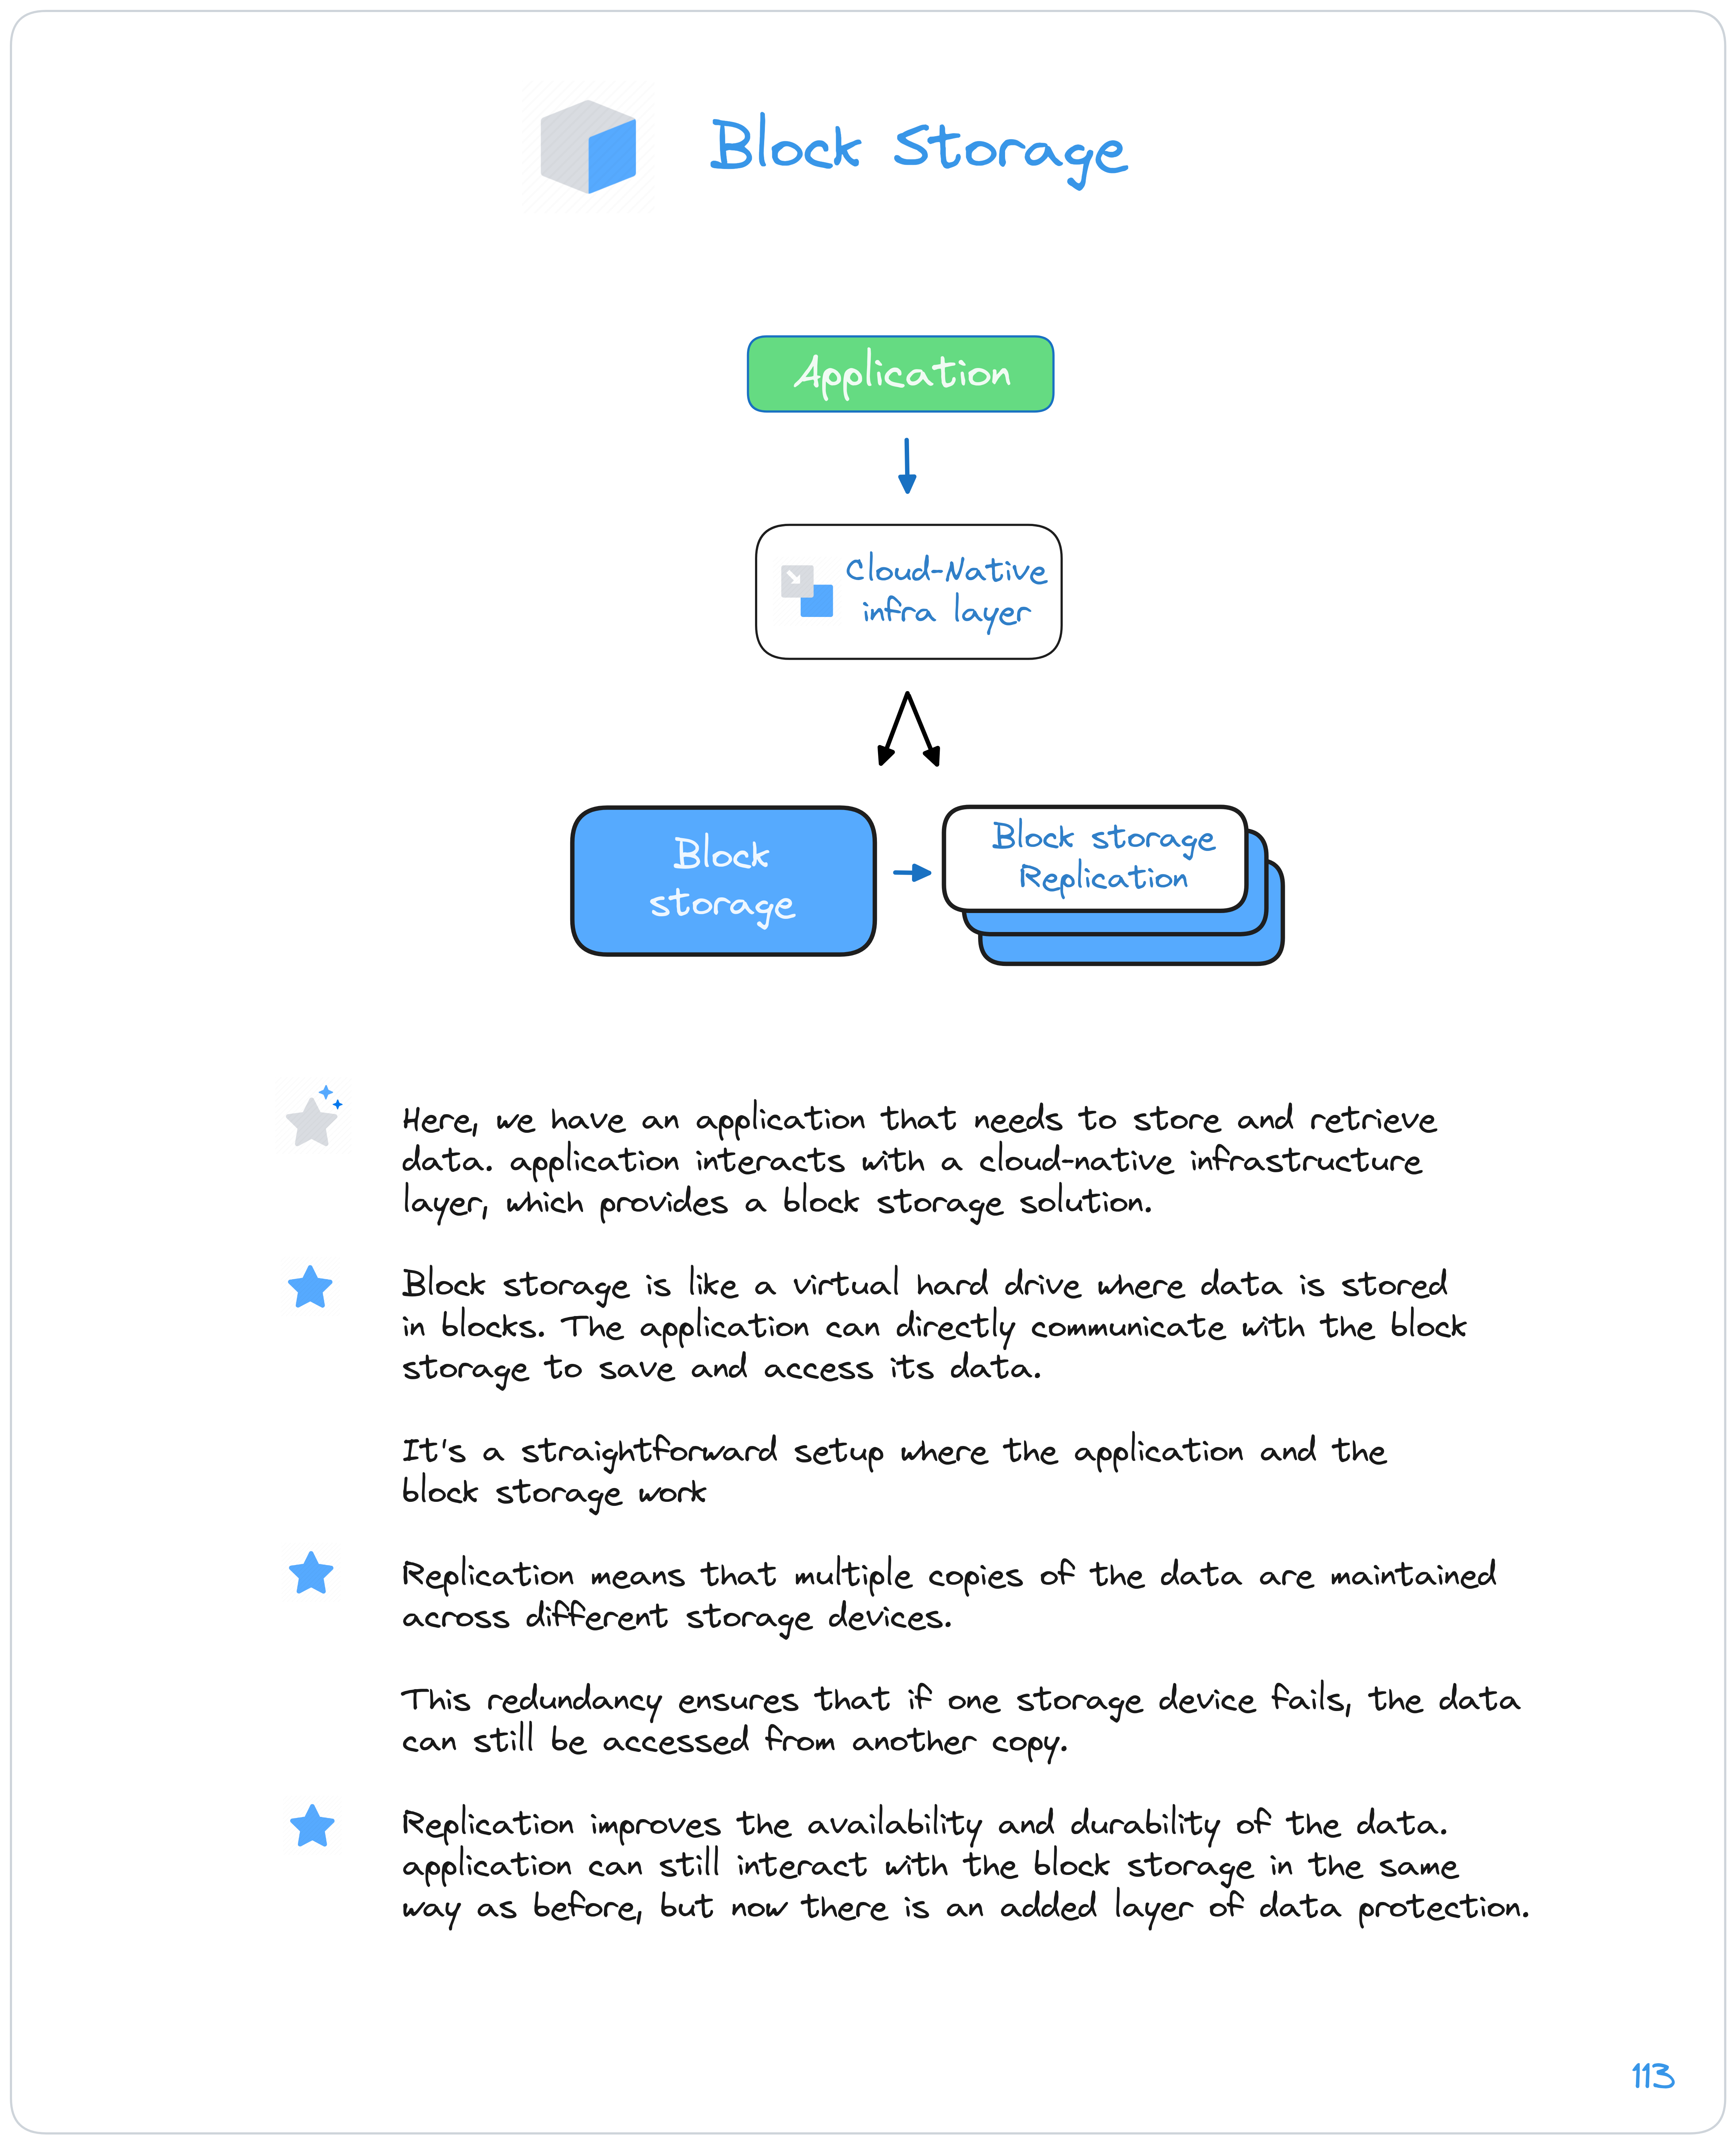 Block Storage
Application
Cloud-Native
infra layer
Block
storage
Block storage
Replication
Here, we have an application that needs to store and retrieve
data. application interacts with a cloud-native infrastructure
layer, which provides a block storage solution.
Block storage is like a virtual hard drive where data is stored
in blocks. The application can directly communicate with the block
storage to save and access its data.
It's a straightforward setup where the application and the
block storage work
Replication means that multiple copies of the data are maintained
across different storage devices.
This redundancy ensures that if one storage device fails, the data
can still be accessed from another copy.
Replication improves the availability and durability of the data.
application can still interact with the block storage in the same
way as before, but now there is an added layer of data protection.
113